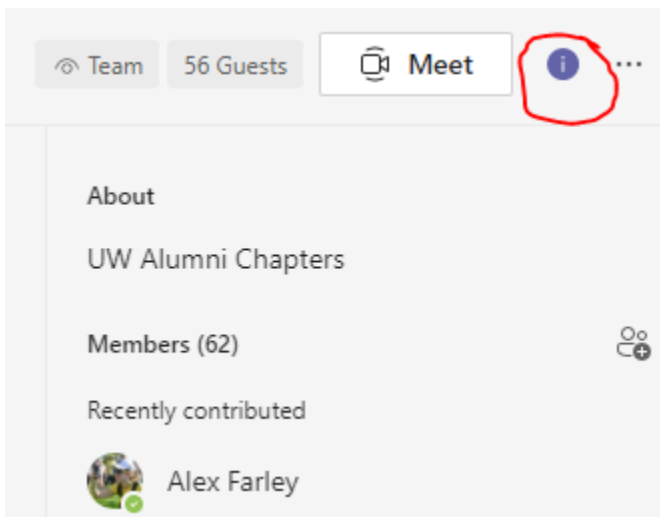 Team 56 Guests Meet
About
UW Alumni Chapters
Members (62)
Recently contributed
Alex Farley